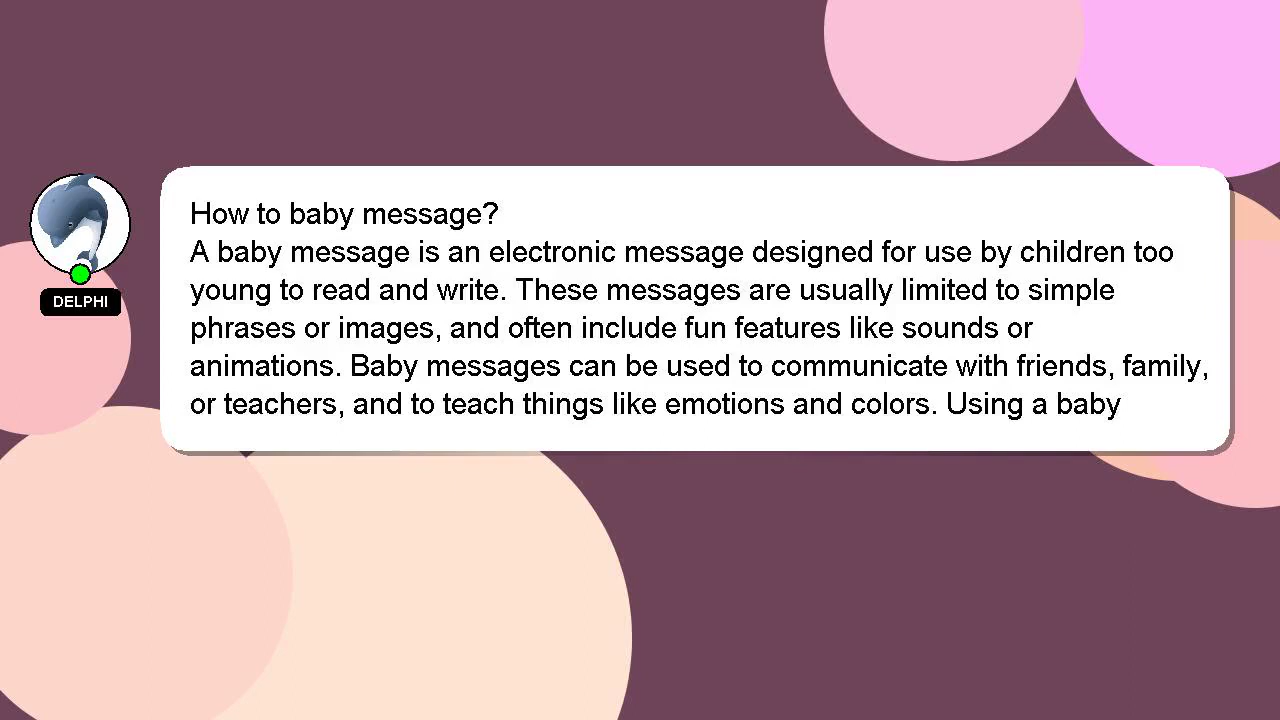 How to baby message?
A baby message is an electronic message designed for use by children too
young to read and write. These messages are usually limited to simple
phrases or images, and often include fun features like sounds or
animations. Baby messages can be used to communicate with friends, family,
or teachers, and to teach things like emotions and colors. Using a baby
DELPHI